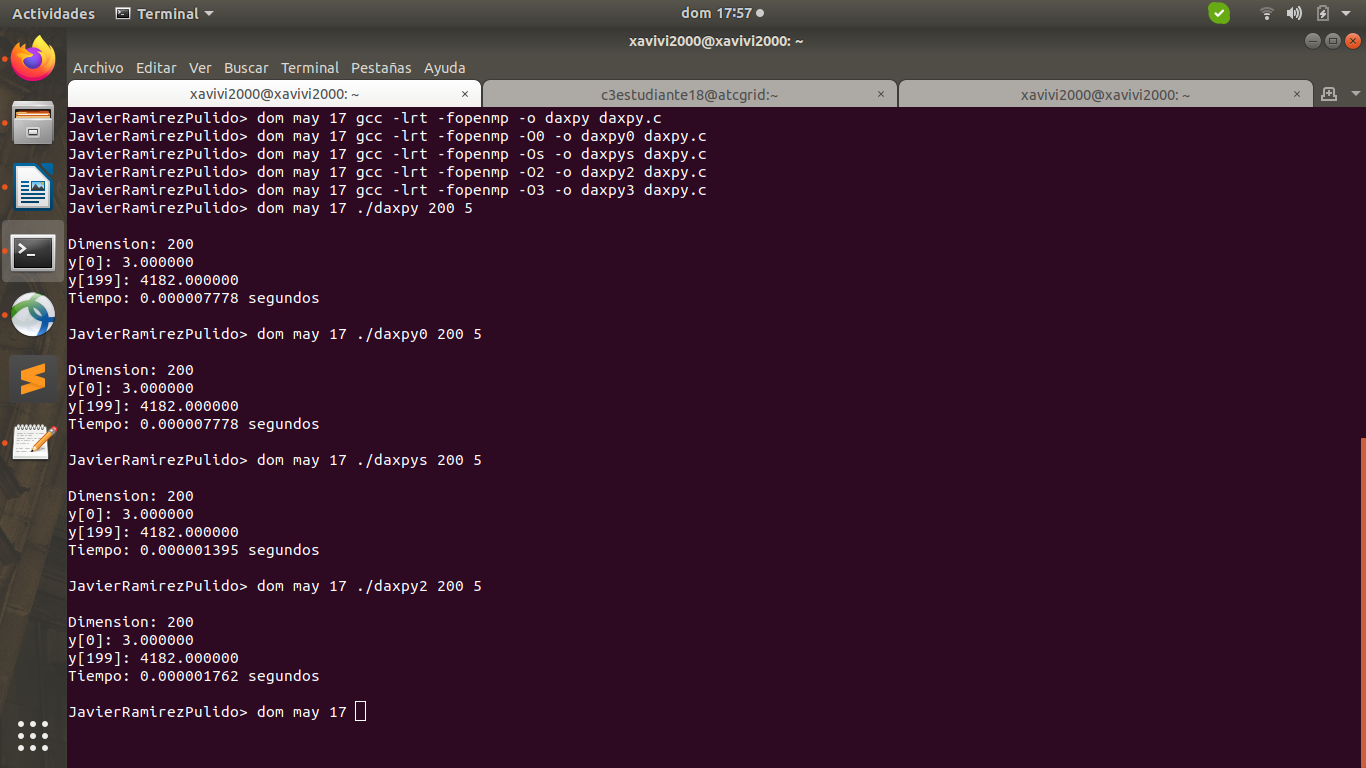 Actividades Terminal dom 17:57
xavivi2000@xavivi2000: ~
Archivo Editar Ver Buscar Terminal Pestañas Ayuda
xavivi2000@xavivi2000: ~ × c3estudiante18@atcgrid:~ × xavivi2000@xavivi2000: ~ ×
JavierRamirezPulido> dom may 17 gcc -lrt -fopenmp -o daxpy daxpy.c
JavierRamirezPulido> dom may 17 gcc -lrt -fopenmp -O0 -o daxpy0 daxpy.c
JavierRamirezPulido> dom may 17 gcc -lrt -fopenmp -Os -o daxpys daxpy.c
JavierRamirezPulido> dom may 17 gcc -lrt -fopenmp -O2 -o daxpy2 daxpy.c
JavierRamirezPulido> dom may 17 gcc -lrt -fopenmp -O3 -o daxpy3 daxpy.c
JavierRamirezPulido> dom may 17 ./daxpy 200 5
Dimension: 200
y[0]: 3.000000
y[199]: 4182.000000
Tiempo: 0.000007778 segundos
JavierRamirezPulido> dom may 17 ./daxpy0 200 5
Dimension: 200
y[0]: 3.000000
y[199]: 4182.000000
Tiempo: 0.000007778 segundos
JavierRamirezPulido> dom may 17 ./daxpys 200 5
Dimension: 200
y[0]: 3.000000
y[199]: 4182.000000
Tiempo: 0.000001395 segundos
JavierRamirezPulido> dom may 17 ./daxpy2 200 5
Dimension: 200
y[0]: 3.000000
y[199]: 4182.000000
Tiempo: 0.000001762 segundos
JavierRamirezPulido> dom may 17